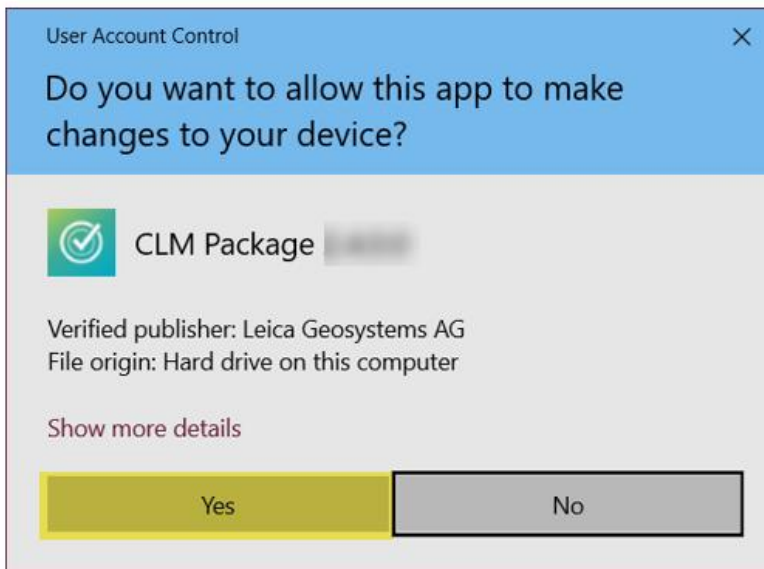 User Account Control
Do you want to allow this app to make
changes to your device?
CLM Package
Verified publisher: Leica Geosystems AG
File origin: Hard drive on this computer
Show more details
Yes
No